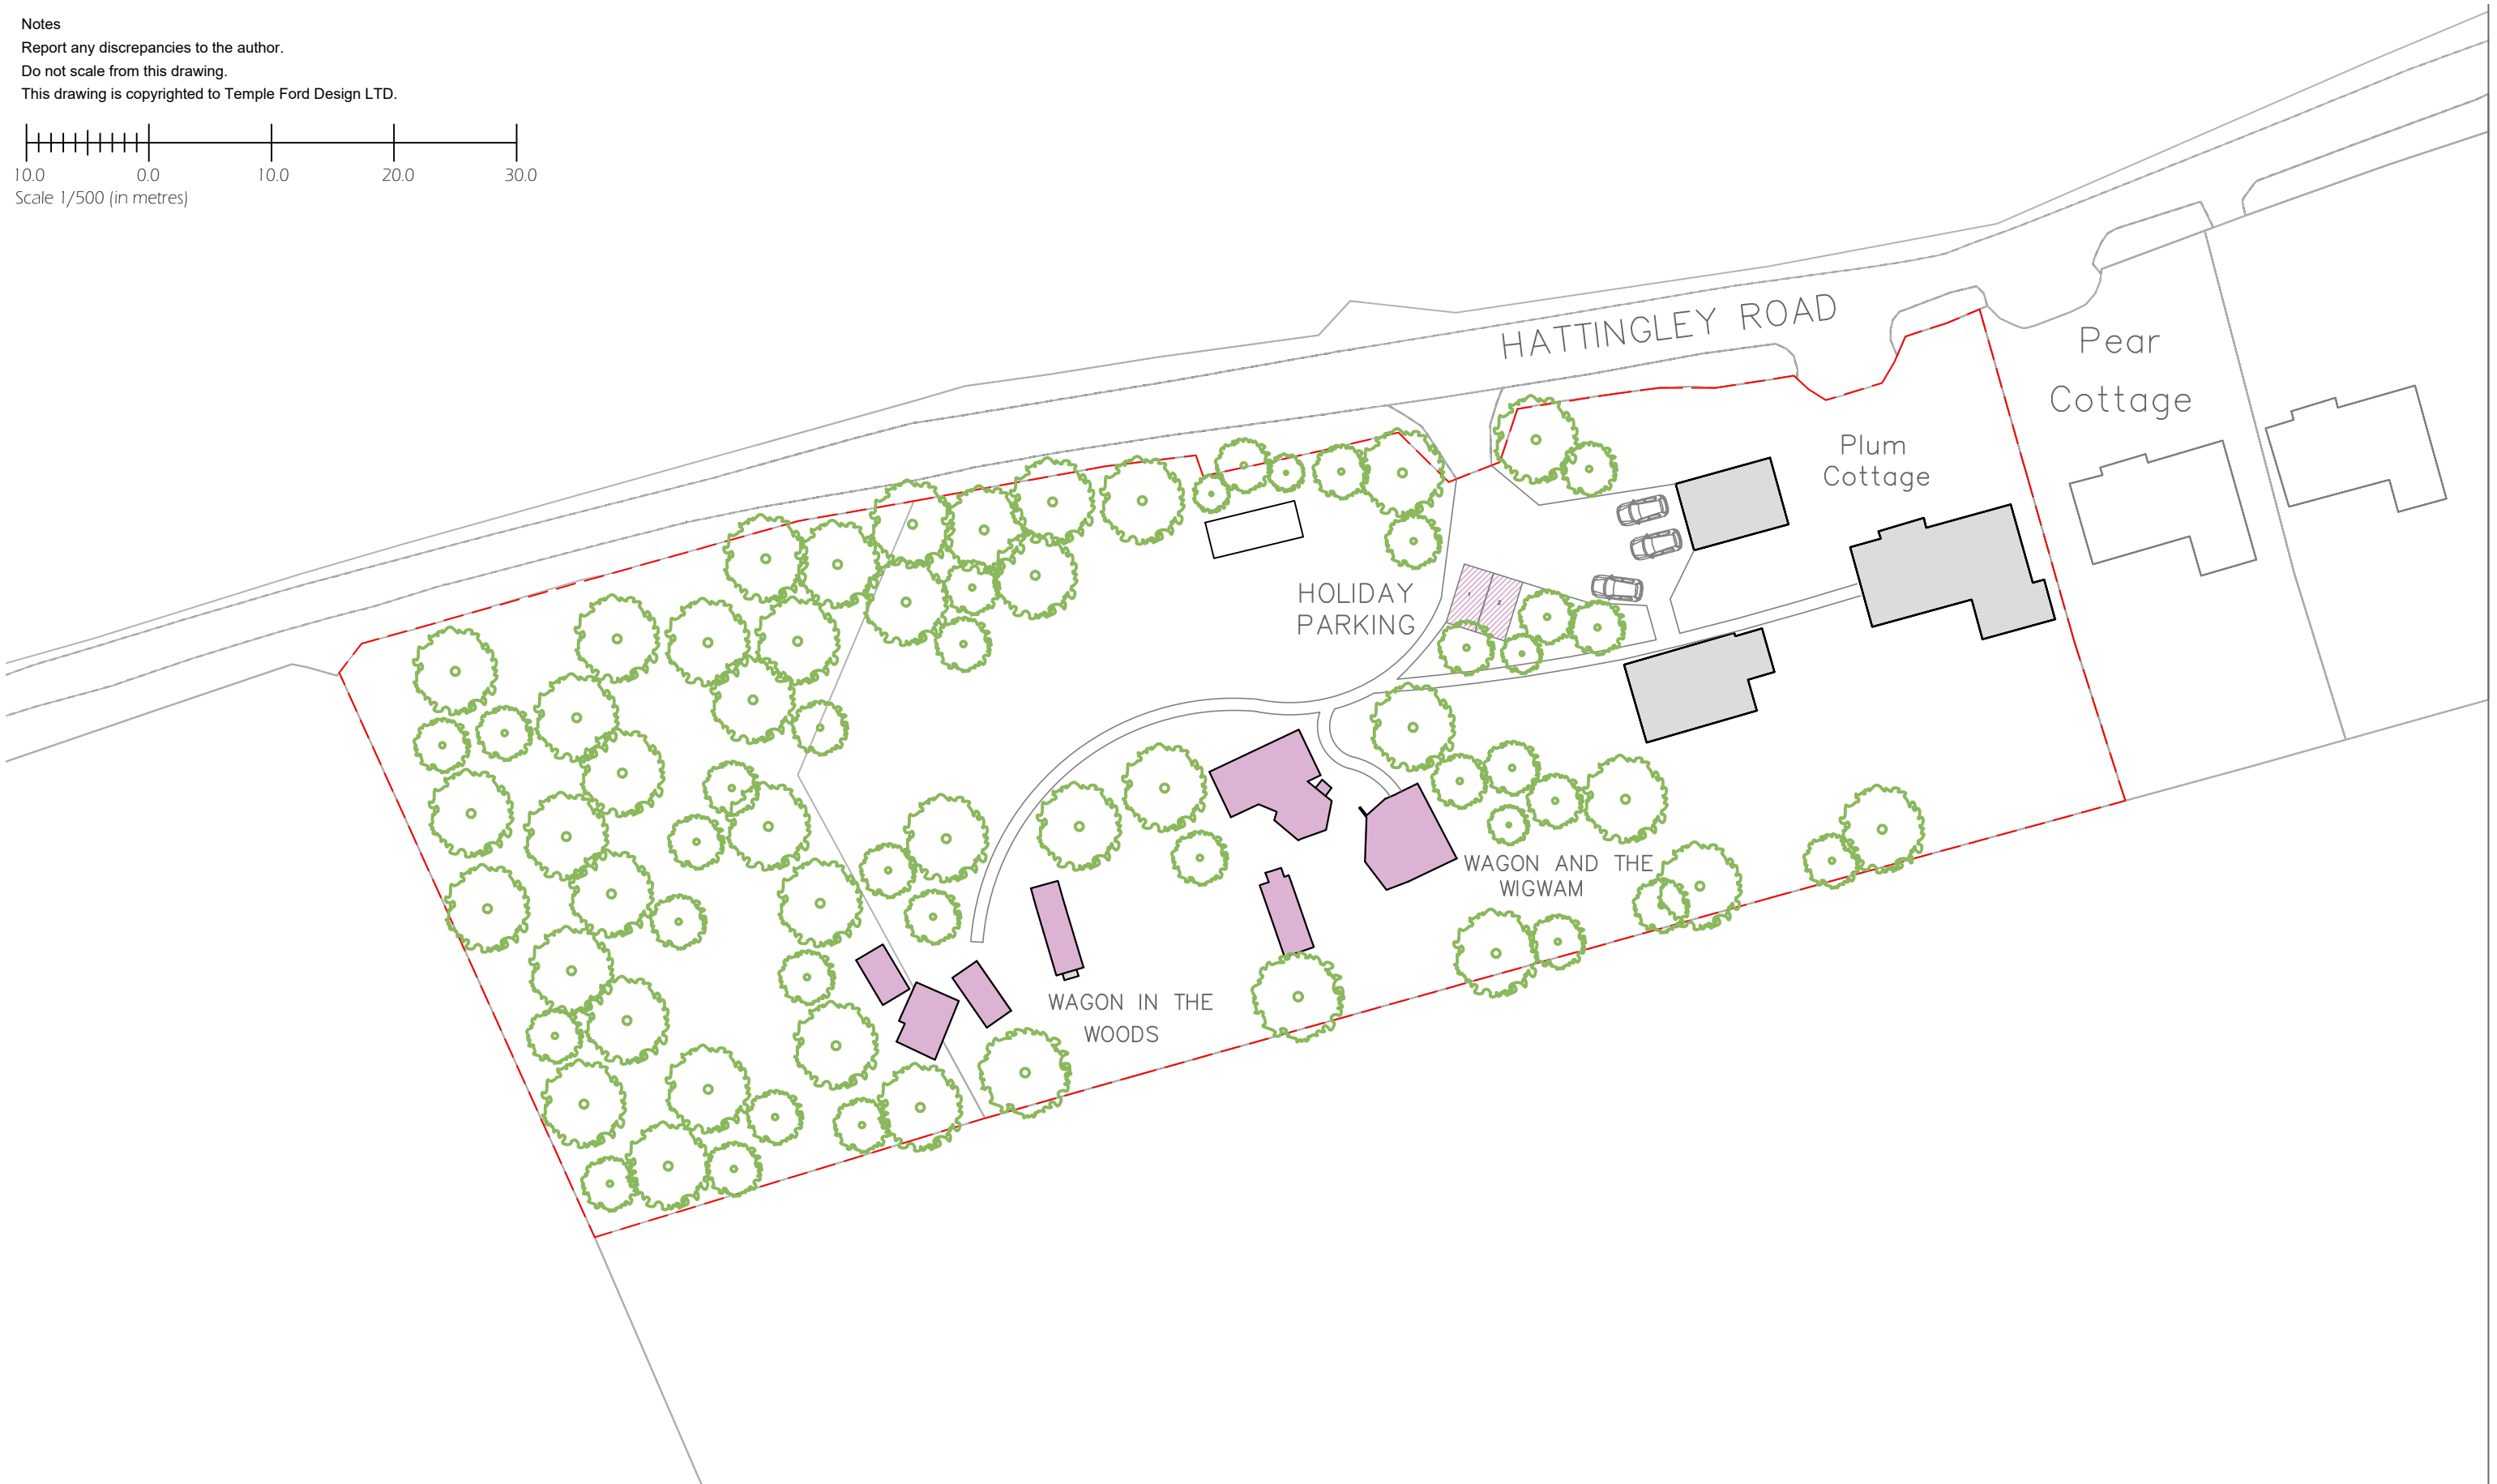 Notes
Report any discrepancies to the author.
Do not scale from this drawing.
This drawing is copyrighted to Temple Ford Design LTD.
10.0 0.0 10.0 20.0 30.0
Scale 1/500 (in metres)
HATTINGLEY ROAD
Pear
Cottage
Plum
Cottage
HOLIDAY
PARKING
1
2
WAGON AND THE
WIGWAM
WAGON IN THE
WOODS